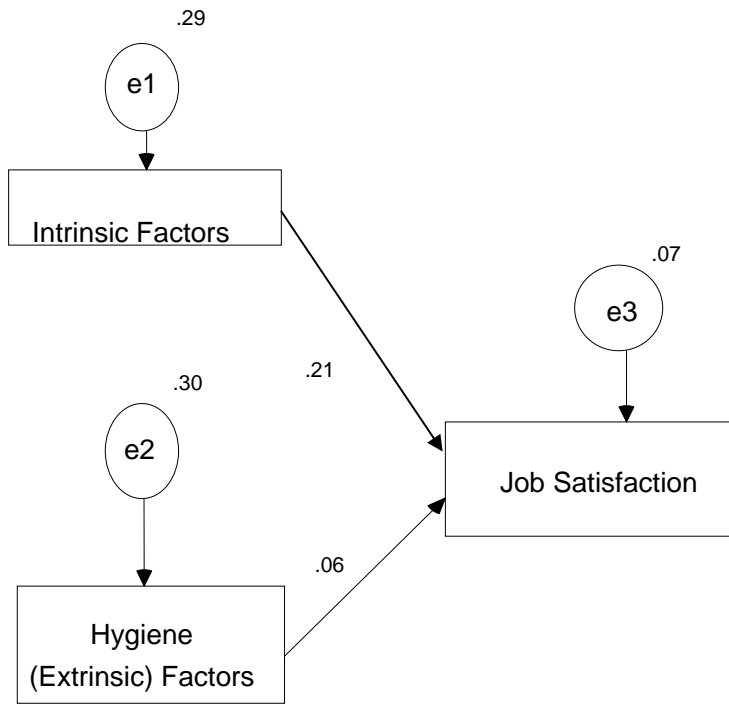 .29
e1
Intrinsic Factors
.07
e3
.30
.21
e2
Job Satisfaction
.06
Hygiene
(Extrinsic) Factors